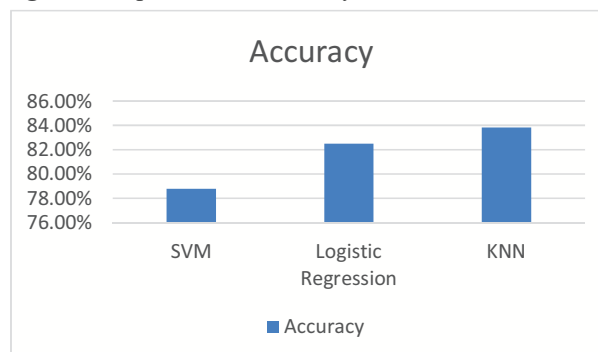 Accuracy
86.00%
84.00%
82.00%
80.00%
78.00%
76.00%
SVM
Logistic
Regression
KNN
Accuracy